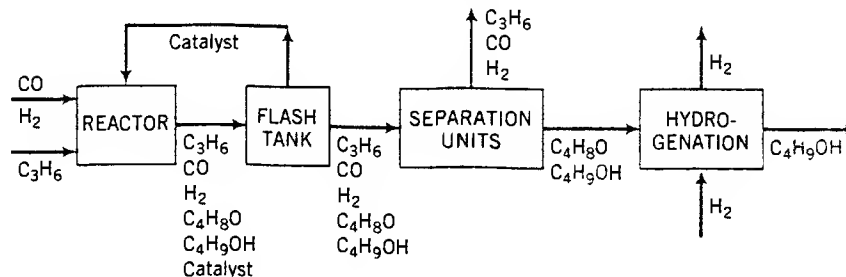 Catalyst
CO
H2
C3H6
REACTOR
C3H6
CO
H2
C4H8O
C4H9OH
Catalyst
FLASH
TANK
C3H6
CO
H2
C4H8O
C4H9OH
C3H6
CO
H2
SEPARATION
UNITS
C4H8O
C4H9OH
H2
HYDRO-
GENATION
H2
C4H9OH